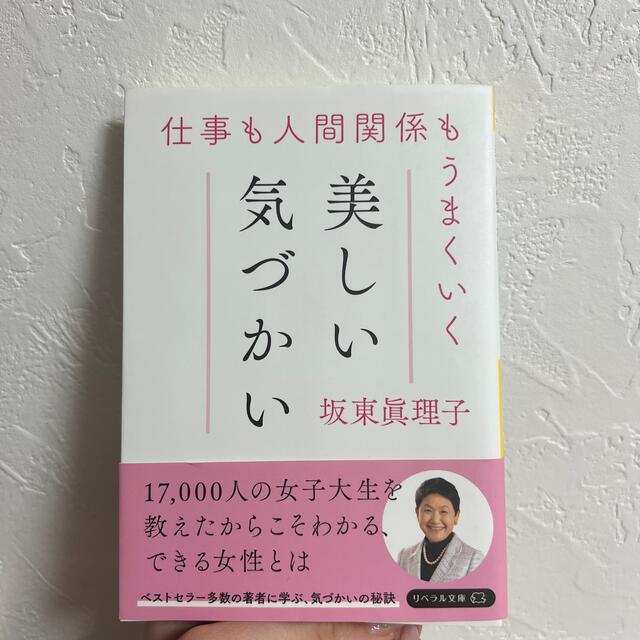 仕事も人間関係も
うまくいく
美しい
気づかい
坂東眞理子
17,000人の女子大生を
教えたからこそわかる、
できる女性とは
ベストセラー多数の著者に学ぶ、気づかいの秘訣
リベラル文庫